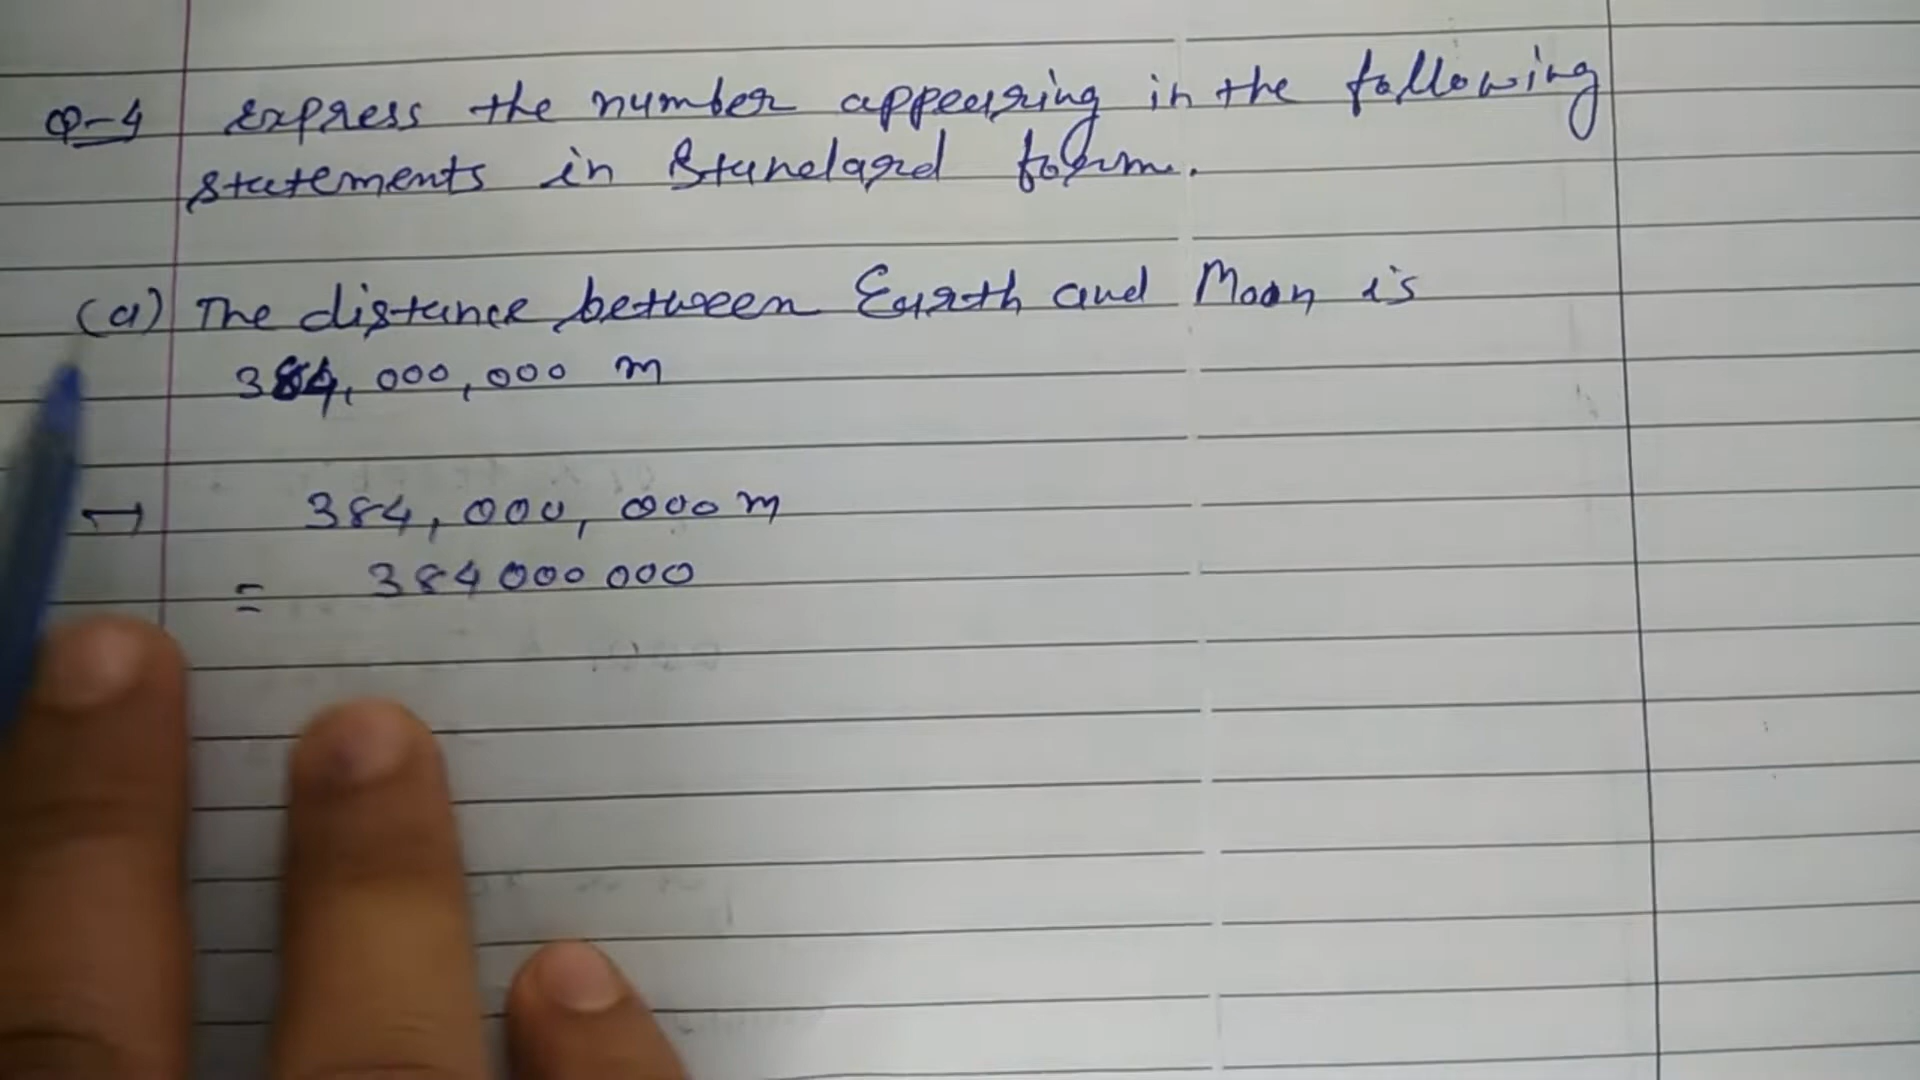 Q-4 Express the number appearing in the following
statements in standard form.
(a) The distance between Earth and Moon is
384,000,000 m
→ 384,000,000 m
= 384000000